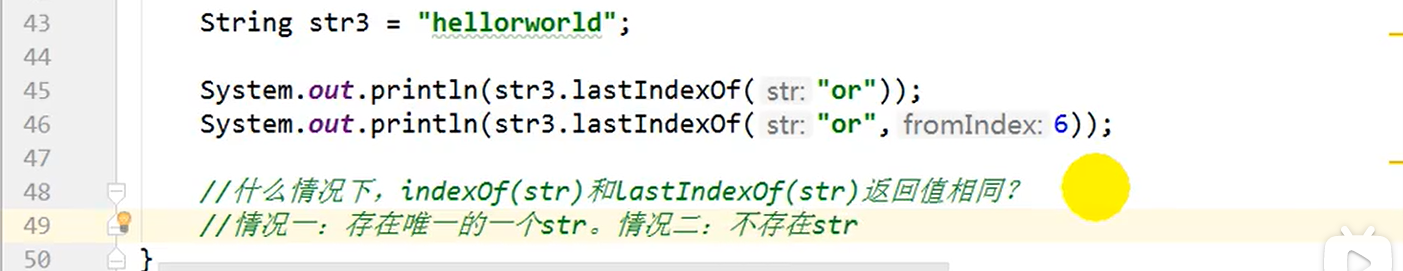 43 String str3 = "hellorworld";
44
45 System.out.println(str3.lastIndexOf( str: "or"));
46 System.out.println(str3.lastIndexOf( str: "or", fromIndex: 6));
47
48 //什么情况下，indexOf(str)和lastIndexOf(str)返回值相同？
49 //情况一：存在唯一的一个str。情况二：不存在str
50 }